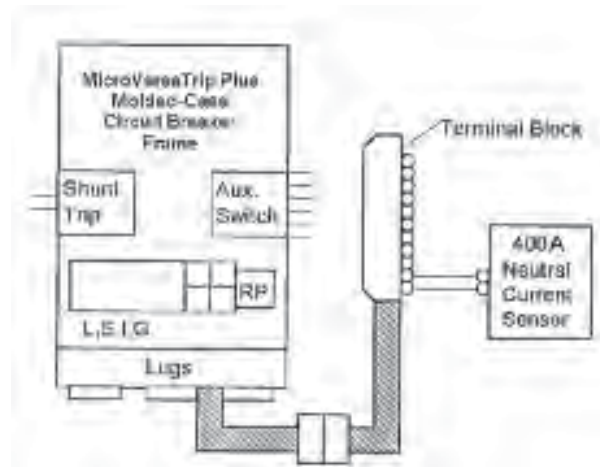 MicroVersaTrip Plus
Molded-Case
Circuit Breaker
Frame
Shunt
Trip
Aux.
Switch
RP
L,S I,G
Lugs
Terminal Block
400A
Neutral
Current
Sensor